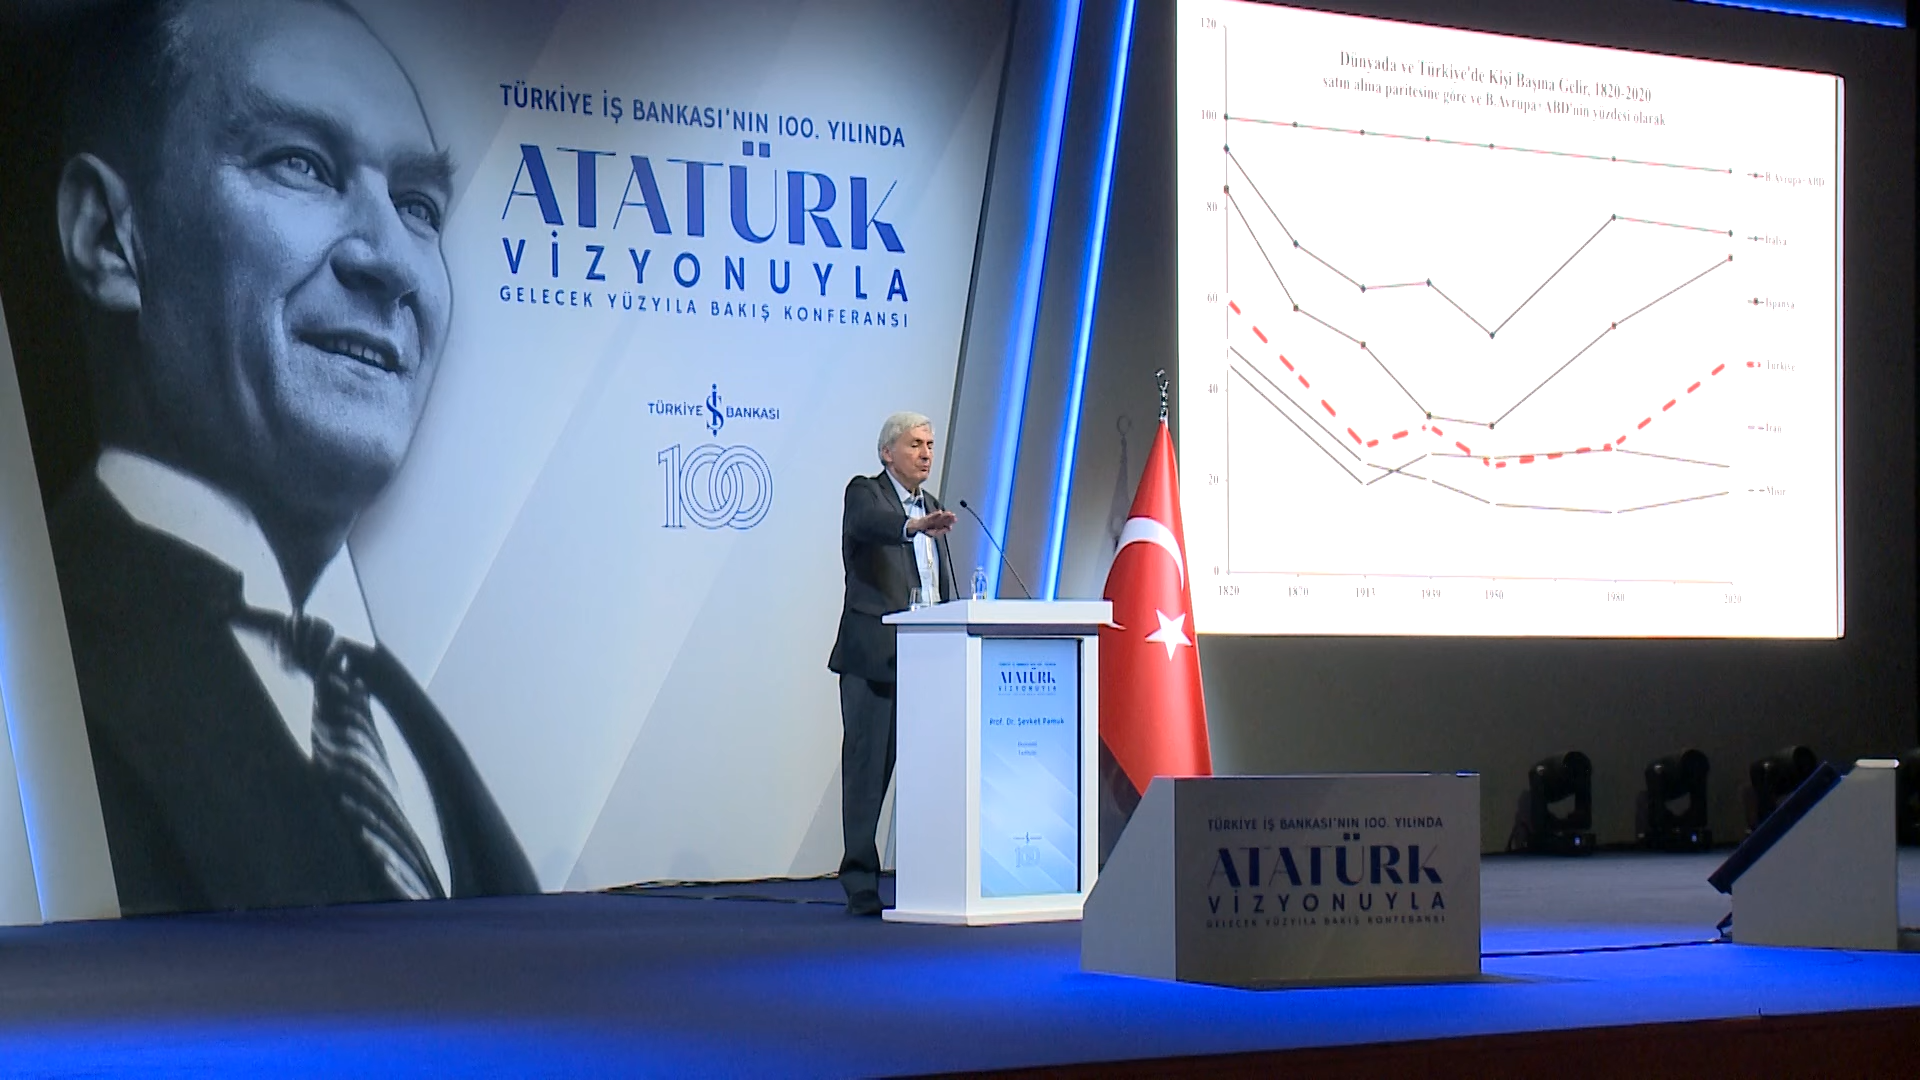 TÜRKİYE İŞ BANKASI'NIN 100. YILINDA
ATATÜRK
VİZYONUYLA
GELECEK YÜZYILA BAKIŞ KONFERANSI
TÜRKİYE İŞ BANKASI
100
Dünyada ve Türkiye'de Kişi Başına Gelir, 1820-2020
satın alma paritesine göre ve B.Avrupa+ABD'nin yüzdesi olarak
120
100
80
60
40
20
0
1820 1870 1913 1939 1950 1980 2020
B.Avrupa+ABD
İtalya
İspanya
Türkiye
İran
Mısır
ATATÜRK
VİZYONUYLA
Prof. Dr. Şevket Pamuk
100
TÜRKİYE İŞ BANKASI'NIN 100. YILINDA
ATATÜRK
VİZYONUYLA
GELECEK YÜZYILA BAKIŞ KONFERANSI